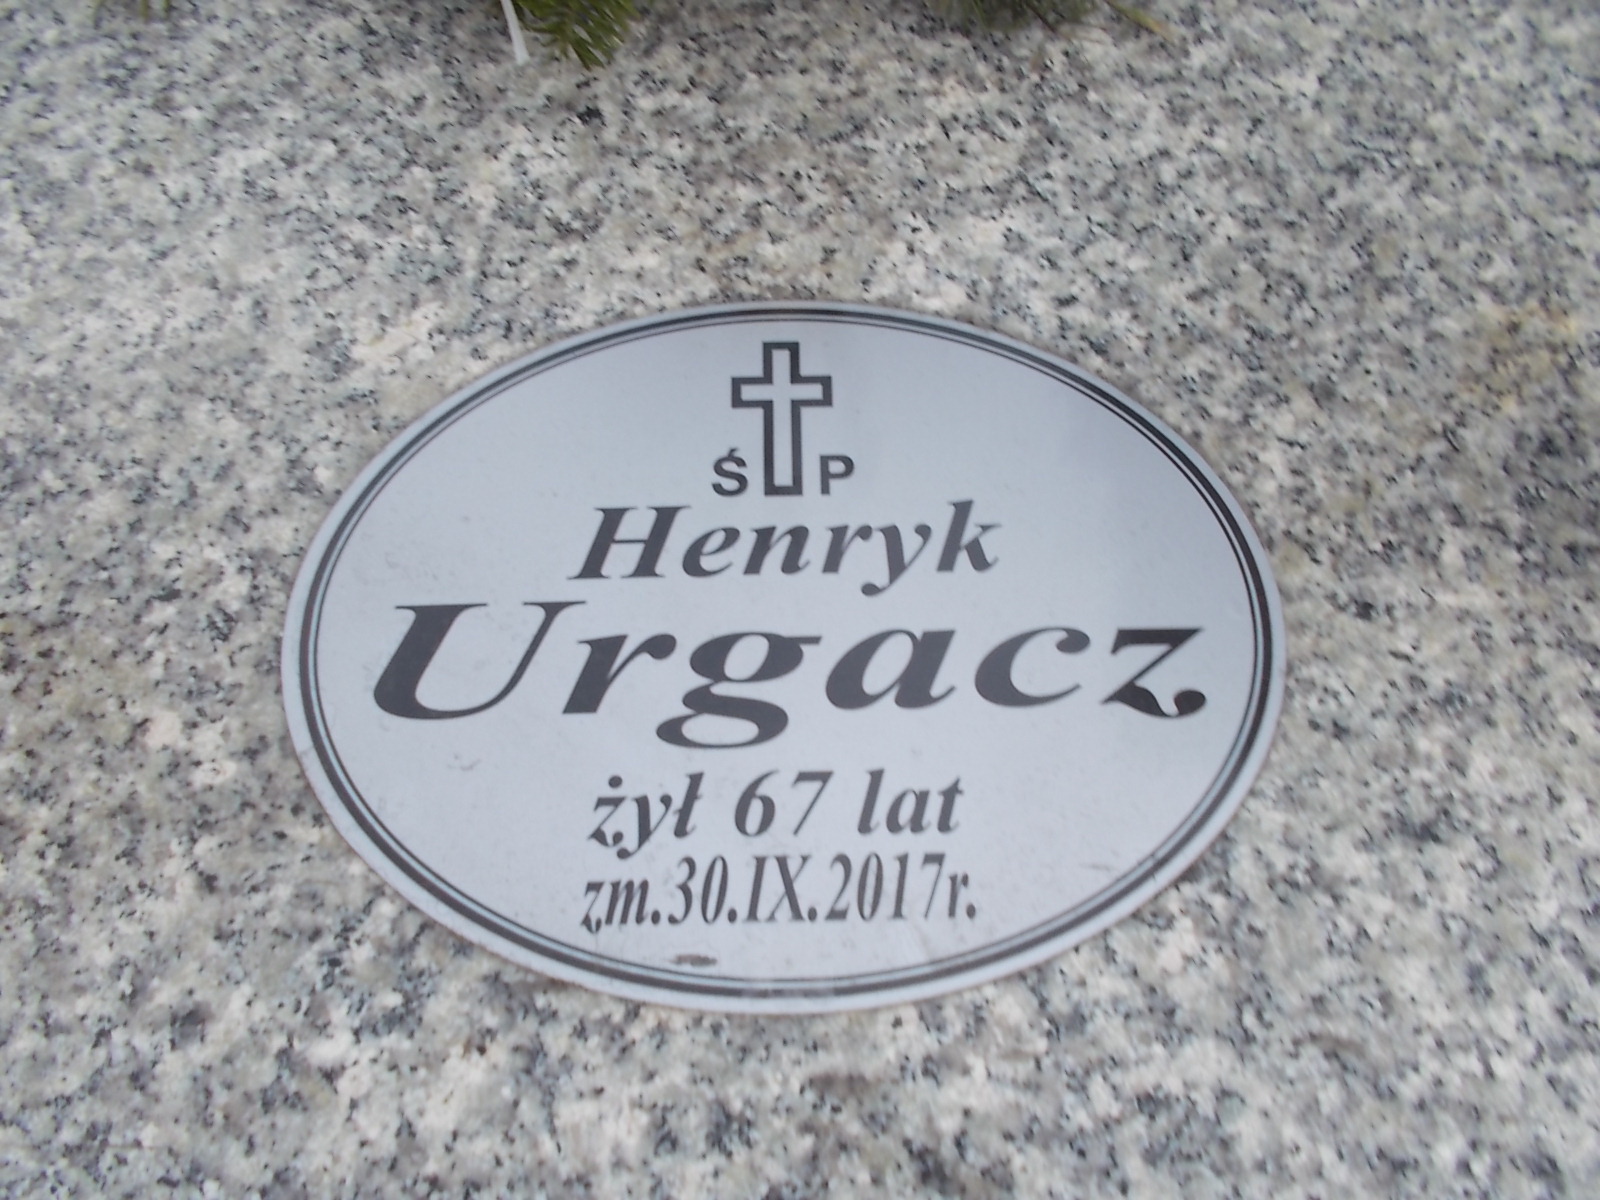 Ś P
Henryk
Urgacz
żył 67 lat
zm.30.IX.2017r.